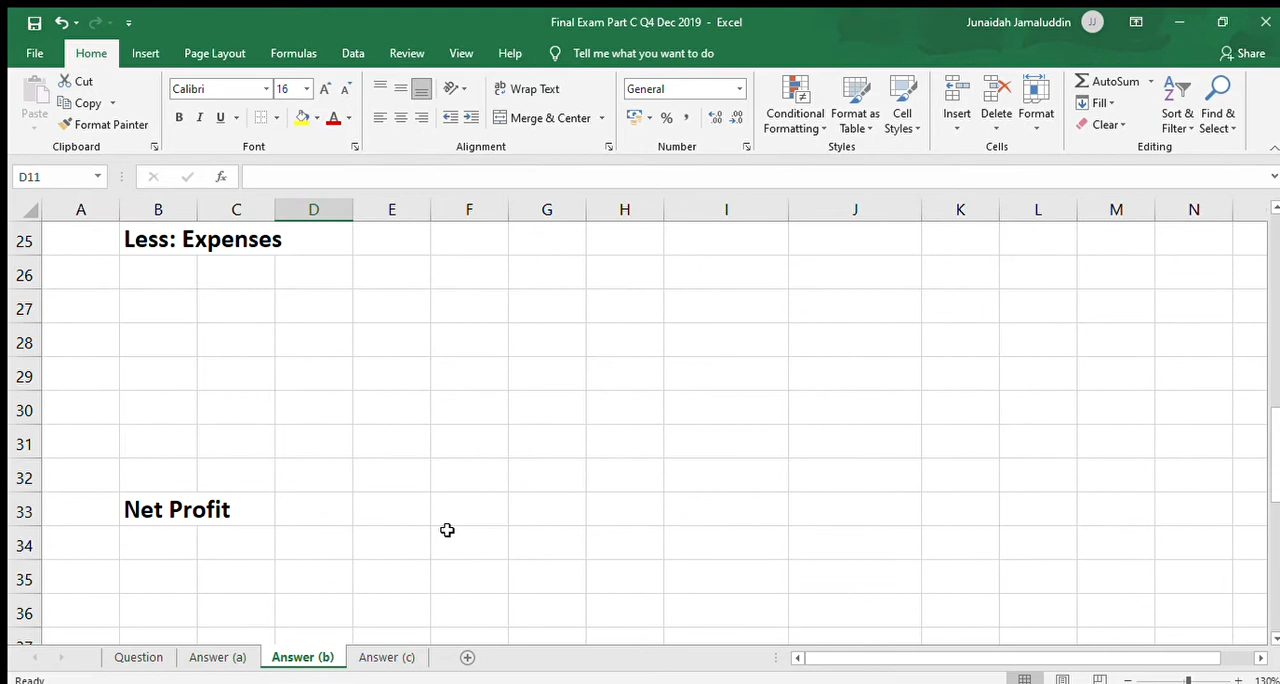 Final Exam Part C Q4 Dec 2019 - Excel
Junaidah Jamaluddin
JJ
File
Home
Insert
Page Layout
Formulas
Data
Review
View
Help
Tell me what you want to do
Share
Paste
Cut
Copy
Format Painter
Clipboard
Calibri
16
B I U
A
Font
Wrap Text
Merge & Center
Alignment
General
%
Number
Conditional Formatting
Format as Table
Cell Styles
Styles
Insert
Delete
Format
Cells
AutoSum
Fill
Clear
Sort & Filter
Find & Select
Editing
D11
fx
A B C D E F G H I J K L M N
25 Less: Expenses
26
27
28
29
30
31
32
33 Net Profit
34
35
36
37
Question
Answer (a)
Answer (b)
Answer (c)
Ready
130%